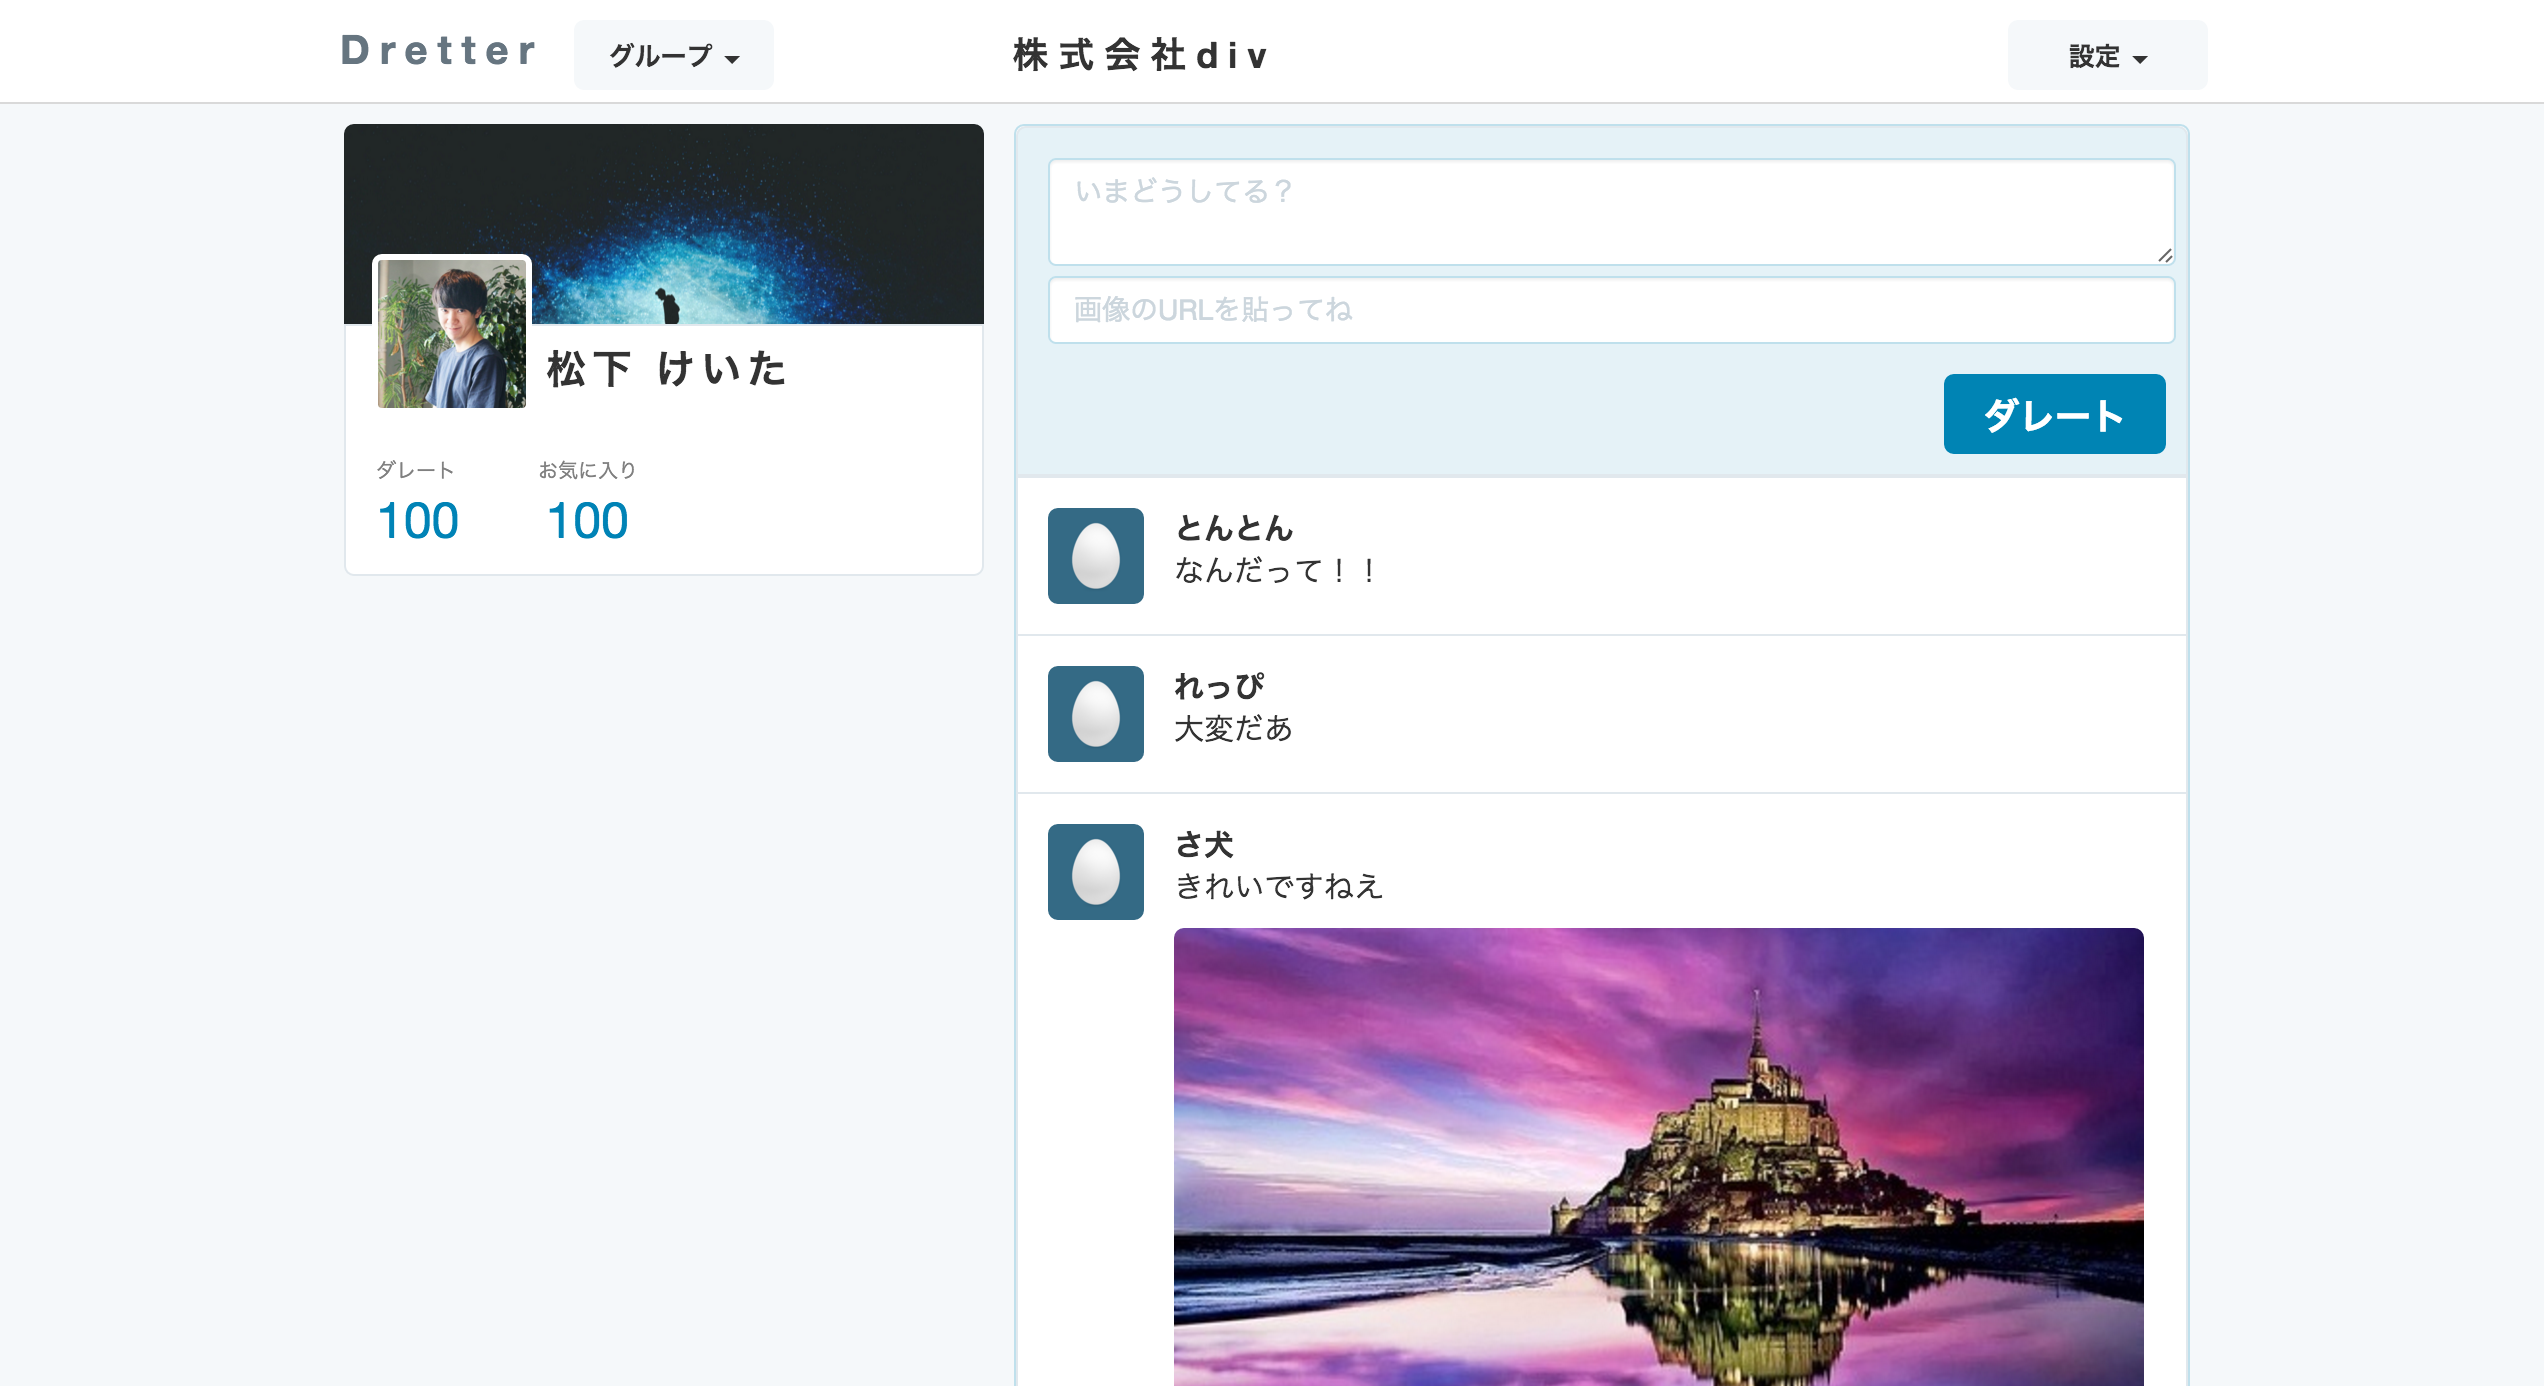 Dretter
グループ
株式会社div
設定
松下 けいた
ダレート
お気に入り
100
100
いまどうしてる？
画像のURLを貼ってね
ダレート
とんとん
なんだって！！
れっぴ
大変だあ
さ犬
きれいですねえ